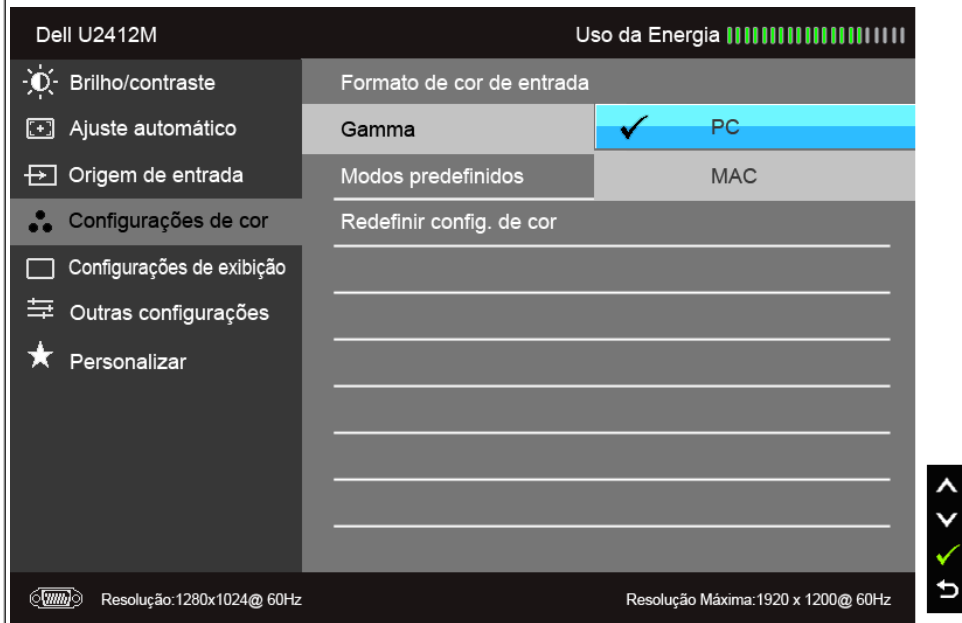 Dell U2412M
Uso da Energia
Brilho/contraste
Ajuste automático
Origem de entrada
Configurações de cor
Configurações de exibição
Outras configurações
Personalizar
Formato de cor de entrada
Gamma
PC
Modos predefinidos
MAC
Redefinir config. de cor
Resolução:1280x1024@ 60Hz
Resolução Máxima:1920 x 1200@ 60Hz